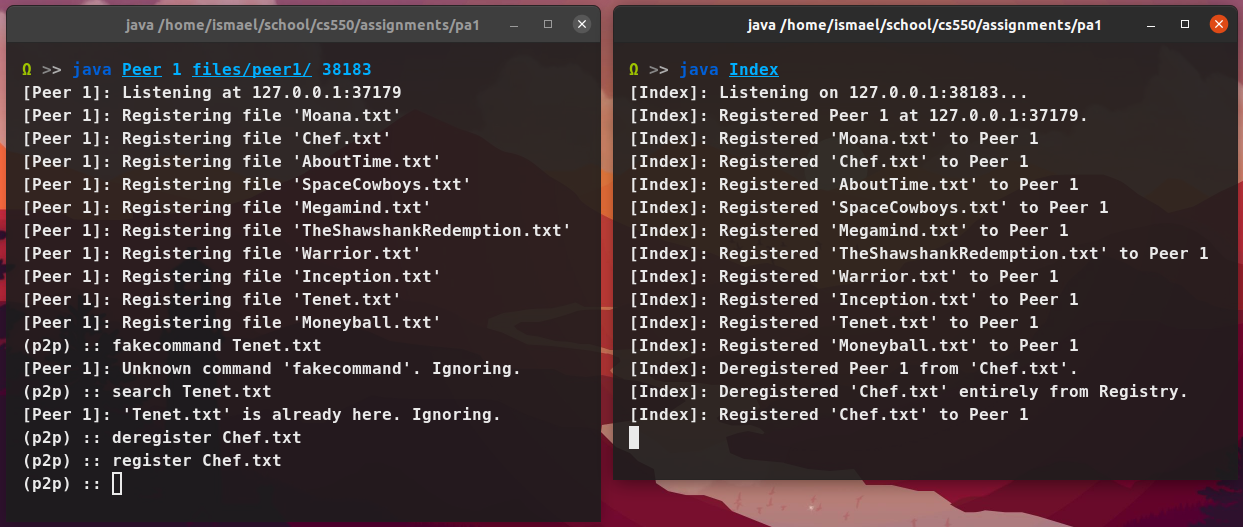 java /home/ismael/school/cs550/assignments/pa1
Ω >> java Peer 1 files/peer1/ 38183
[Peer 1]: Listening at 127.0.0.1:37179
[Peer 1]: Registering file 'Moana.txt'
[Peer 1]: Registering file 'Chef.txt'
[Peer 1]: Registering file 'AboutTime.txt'
[Peer 1]: Registering file 'SpaceCowboys.txt'
[Peer 1]: Registering file 'Megamind.txt'
[Peer 1]: Registering file 'TheShawshankRedemption.txt'
[Peer 1]: Registering file 'Warrior.txt'
[Peer 1]: Registering file 'Inception.txt'
[Peer 1]: Registering file 'Tenet.txt'
[Peer 1]: Registering file 'Moneyball.txt'
(p2p) :: fakecommand Tenet.txt
[Peer 1]: Unknown command 'fakecommand'. Ignoring.
(p2p) :: search Tenet.txt
[Peer 1]: 'Tenet.txt' is already here. Ignoring.
(p2p) :: deregister Chef.txt
(p2p) :: register Chef.txt
(p2p) ::
java /home/ismael/school/cs550/assignments/pa1
Ω >> java Index
[Index]: Listening on 127.0.0.1:38183...
[Index]: Registered Peer 1 at 127.0.0.1:37179.
[Index]: Registered 'Moana.txt' to Peer 1
[Index]: Registered 'Chef.txt' to Peer 1
[Index]: Registered 'AboutTime.txt' to Peer 1
[Index]: Registered 'SpaceCowboys.txt' to Peer 1
[Index]: Registered 'Megamind.txt' to Peer 1
[Index]: Registered 'TheShawshankRedemption.txt' to Peer 1
[Index]: Registered 'Warrior.txt' to Peer 1
[Index]: Registered 'Inception.txt' to Peer 1
[Index]: Registered 'Tenet.txt' to Peer 1
[Index]: Registered 'Moneyball.txt' to Peer 1
[Index]: Deregistered Peer 1 from 'Chef.txt'.
[Index]: Deregistered 'Chef.txt' entirely from Registry.
[Index]: Registered 'Chef.txt' to Peer 1